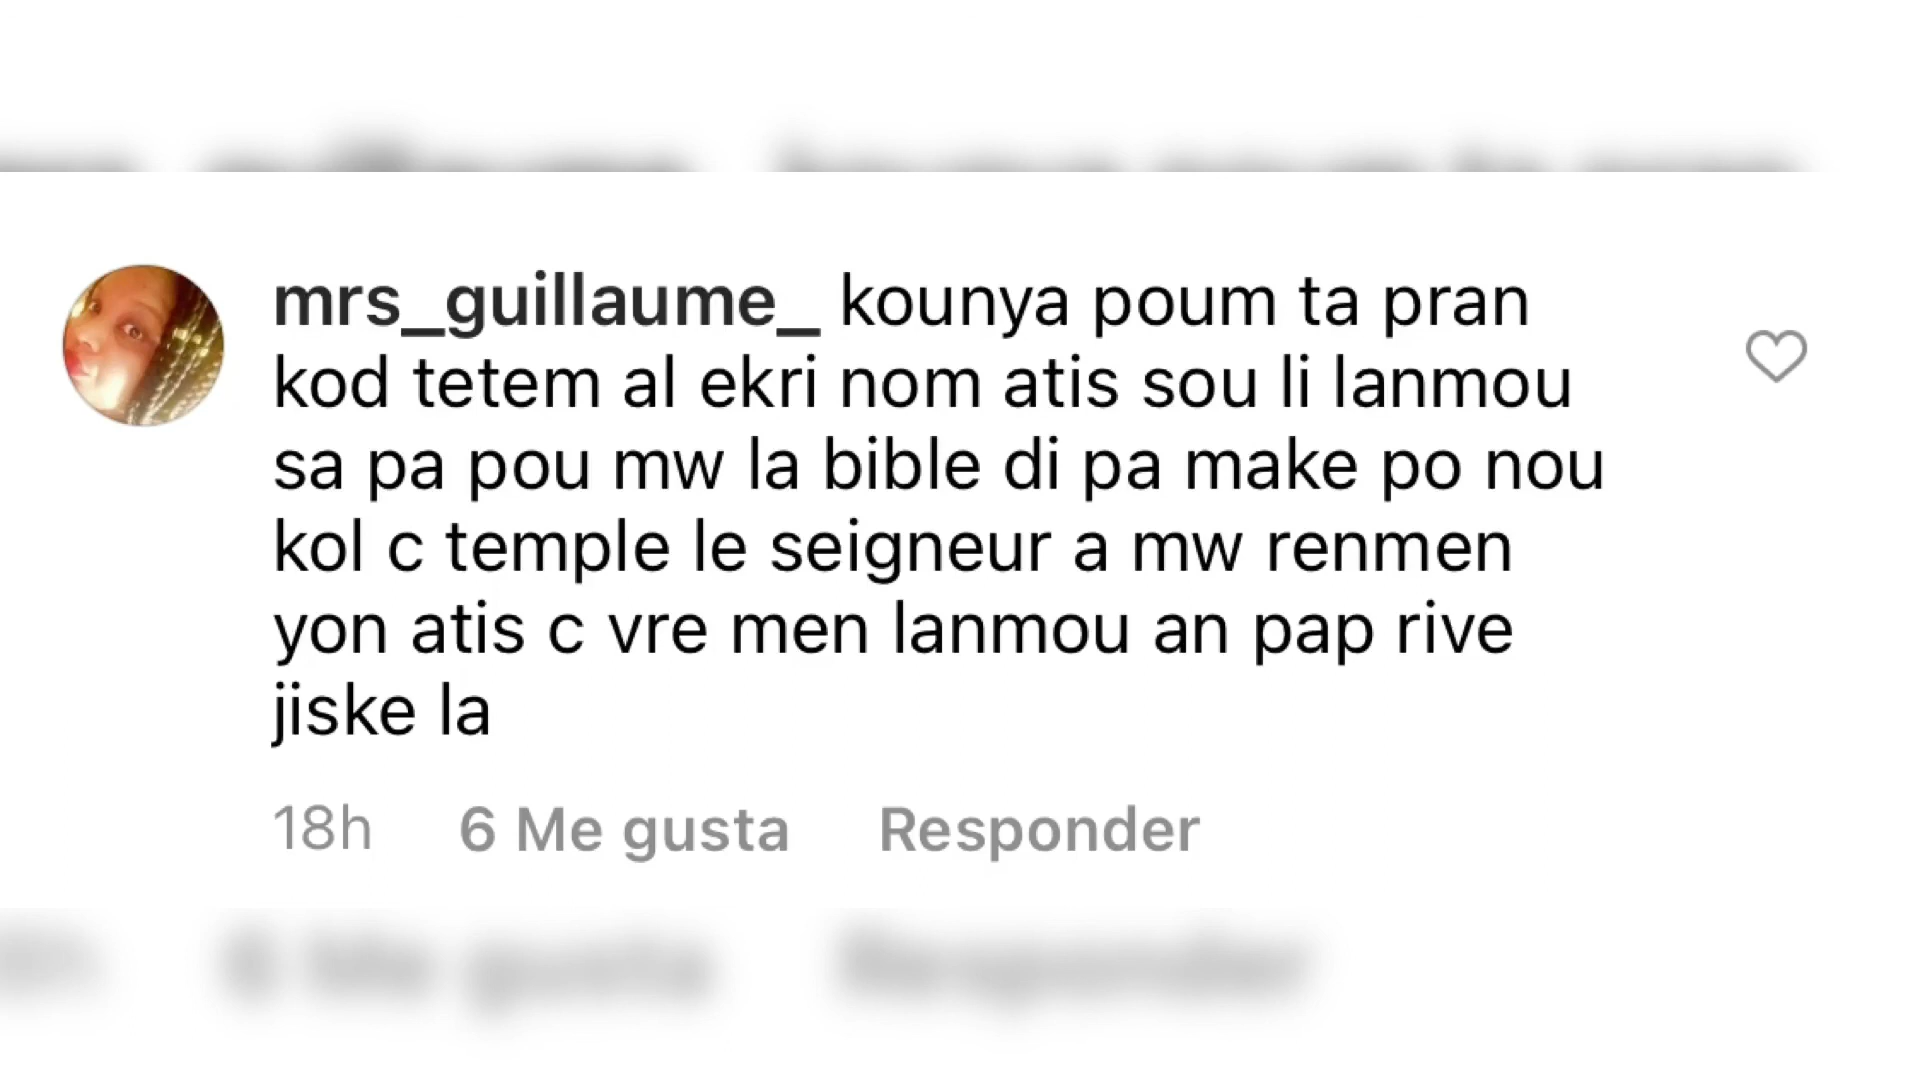 mrs_guillaume_ kounya poum ta pran
kod tetem al ekri nom atis sou li lanmou
sa pa pou mw la bible di pa make po nou
kol c temple le seigneur a mw renmen
yon atis c vre men lanmou an pap rive
jiske la
18h 6 Me gusta Responder